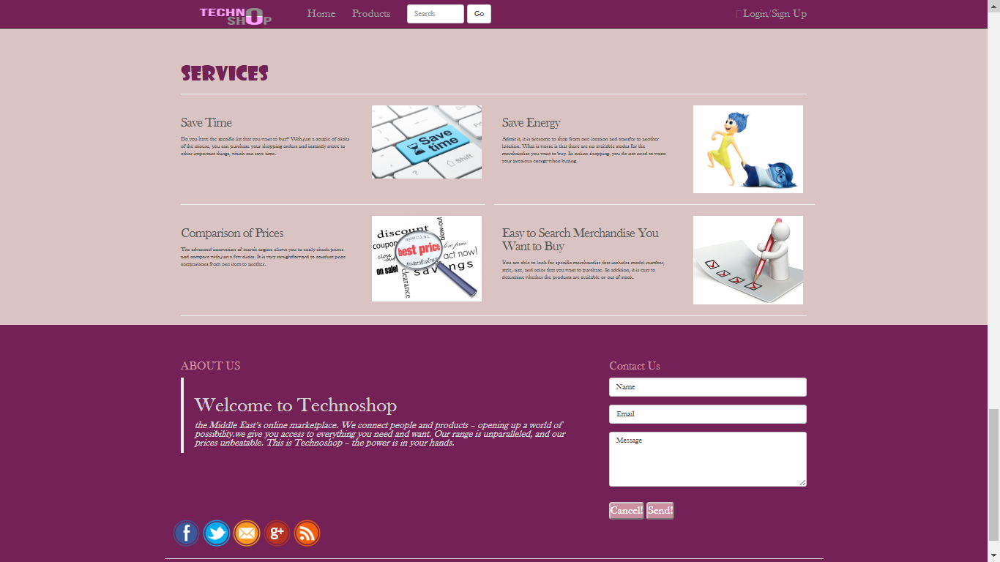 TECHNOSHOP
Home
Products
Search
Go
Login/Sign Up
SERVICES
Save Time
Do you have the specific list that you want to buy? With just a couple of clicks
of the mouse, you can purchase your shopping orders and instantly move to
other important things, which can save time.
Save
time
Shift
Save Energy
Admit it, it is tiresome to shop from one location and transfer to another
location. What is worse is that there are no available stocks for the
merchandise you want to buy. In online shopping, you do not need to waste
your precious energy when buying.
Comparison of Prices
The advanced innovation of search engine allows you to easily check prices
and compare with just a few clicks. It is very straightforward to conduct price
comparisons from one item to another.
discount
blow-out
coupon
special
best price
low price
close-out
markdown
act now!
on sale!
clearance
savings
Easy to Search Merchandise You
Want to Buy
You are able to look for specific merchandise that includes model number,
style, size, and color that you want to purchase. In addition, it is easy to
determine whether the products are available or out of stock.
ABOUT US
Welcome to Technoshop
the Middle East's online marketplace. We connect people and products – opening up a world of
possibility.we give you access to everything you need and want. Our range is unparalleled, and our
prices unbeatable. This is Technoshop – the power is in your hands.
Contact Us
Name
Email
Message
Cancel!
Send!
f
g+